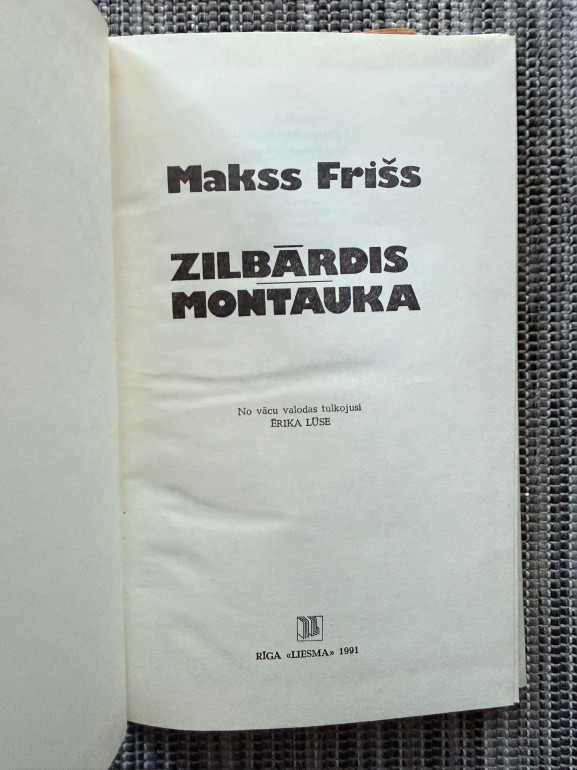 Makss Frišs
ZILBĀRDIS
MONTAUKA
No vācu valodas tulkojusi
ĒRIKA LŪSE
RĪGA «LIESMA» 1991